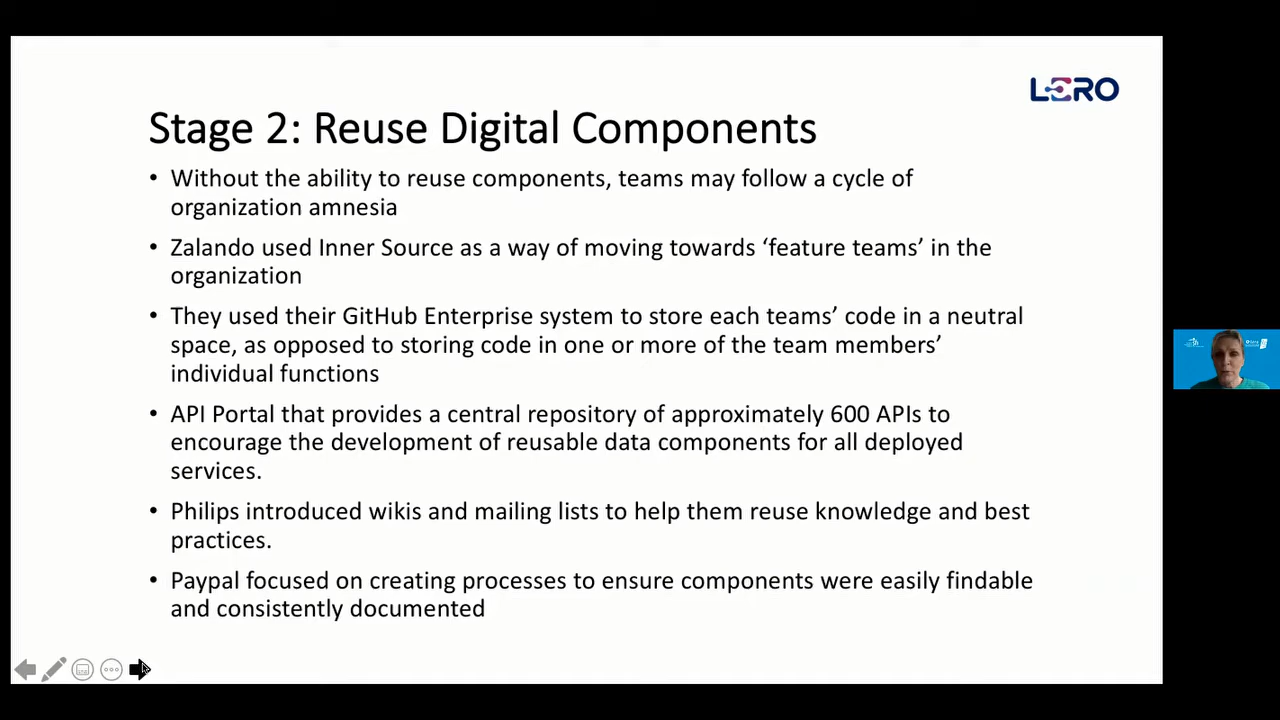 LERO
Stage 2: Reuse Digital Components
• Without the ability to reuse components, teams may follow a cycle of
organization amnesia
• Zalando used Inner Source as a way of moving towards ‘feature teams’ in the
organization
• They used their GitHub Enterprise system to store each teams’ code in a neutral
space, as opposed to storing code in one or more of the team members’
individual functions
• API Portal that provides a central repository of approximately 600 APIs to
encourage the development of reusable data components for all deployed
services.
• Philips introduced wikis and mailing lists to help them reuse knowledge and best
practices.
• Paypal focused on creating processes to ensure components were easily findable
and consistently documented